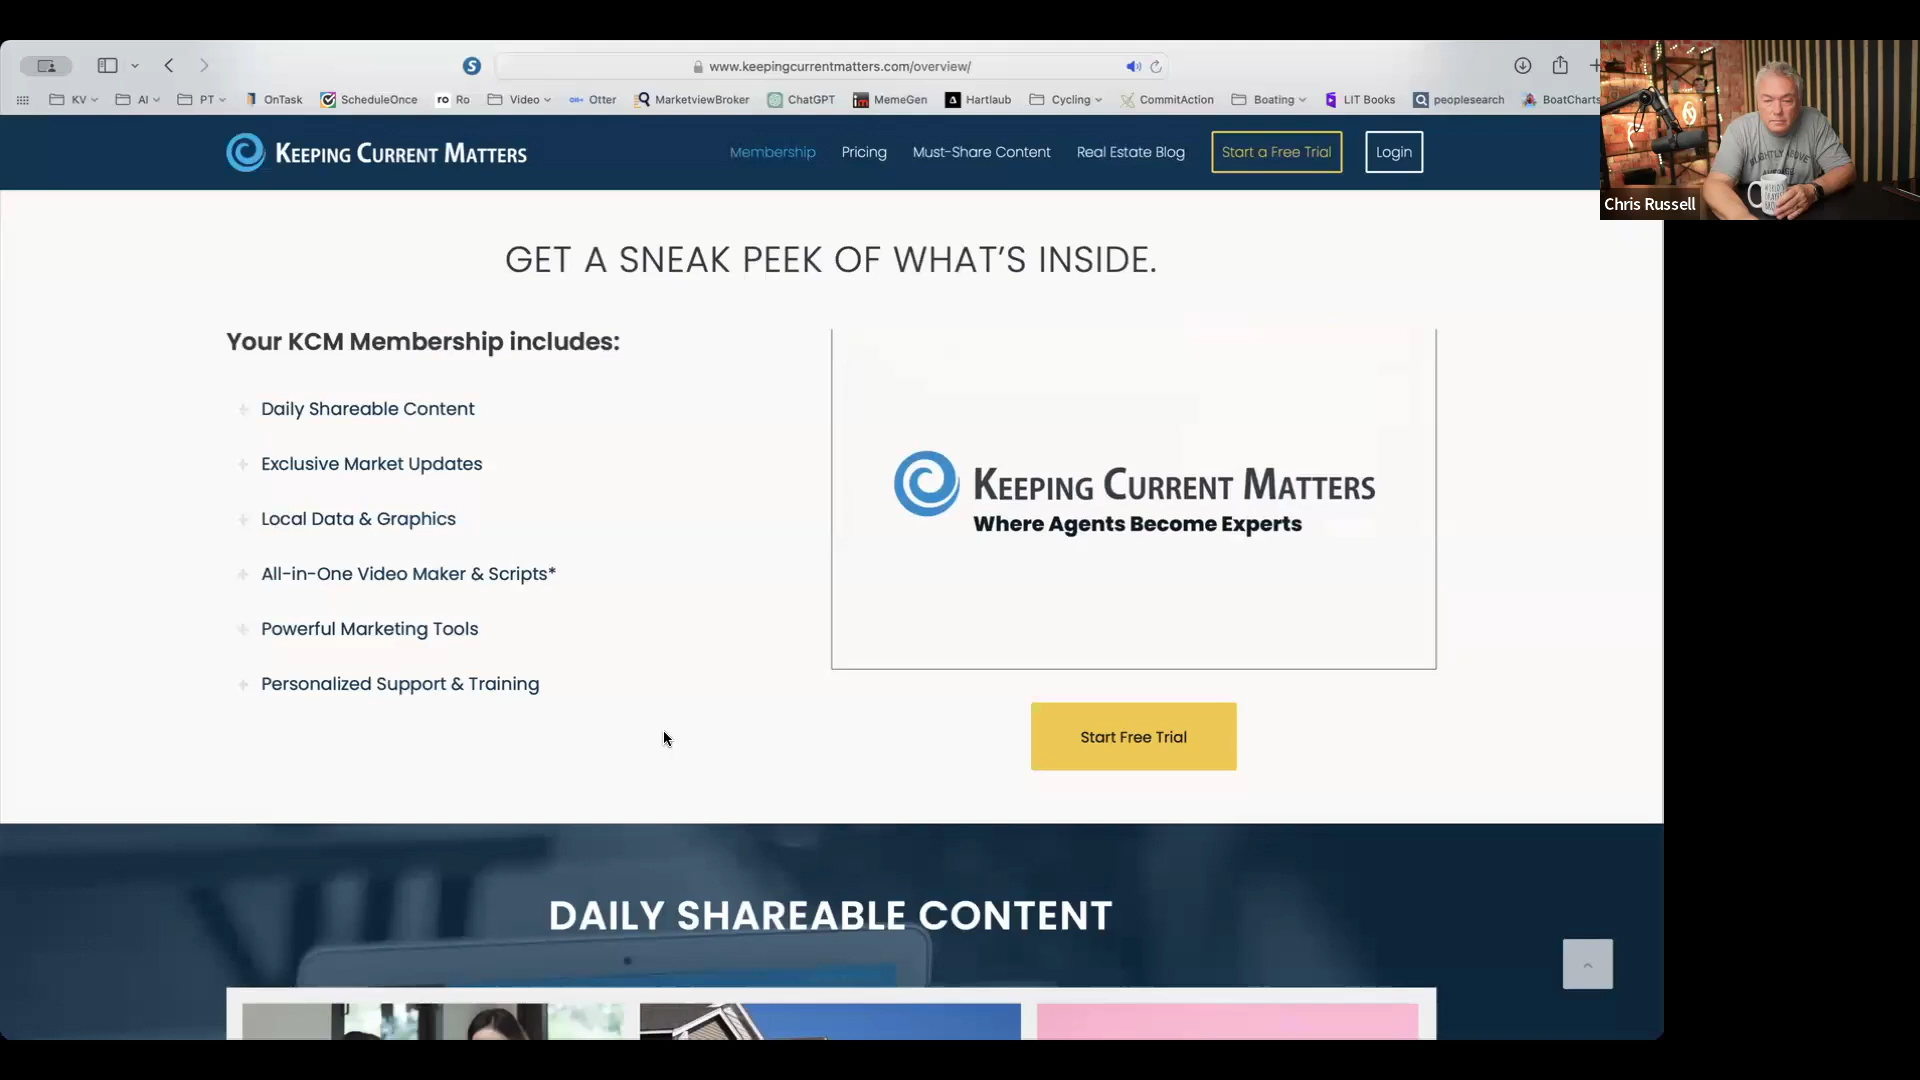 www.keepingcurrentmatters.com/overview/
KV AI PT OnTask ScheduleOnce ro Ro Video Otter MarketviewBroker ChatGPT im MemeGen Hartlaub Cycling CommitAction Boating LIT Books peoplesearch BoatCharts
KEEPING CURRENT MATTERS
Membership Pricing Must-Share Content Real Estate Blog Start a Free Trial Login
Chris Russell
GET A SNEAK PEEK OF WHAT'S INSIDE.
Your KCM Membership includes:
Daily Shareable Content
Exclusive Market Updates
Local Data & Graphics
All-in-One Video Maker & Scripts*
Powerful Marketing Tools
Personalized Support & Training
KEEPING CURRENT MATTERS
Where Agents Become Experts
Start Free Trial
DAILY SHAREABLE CONTENT